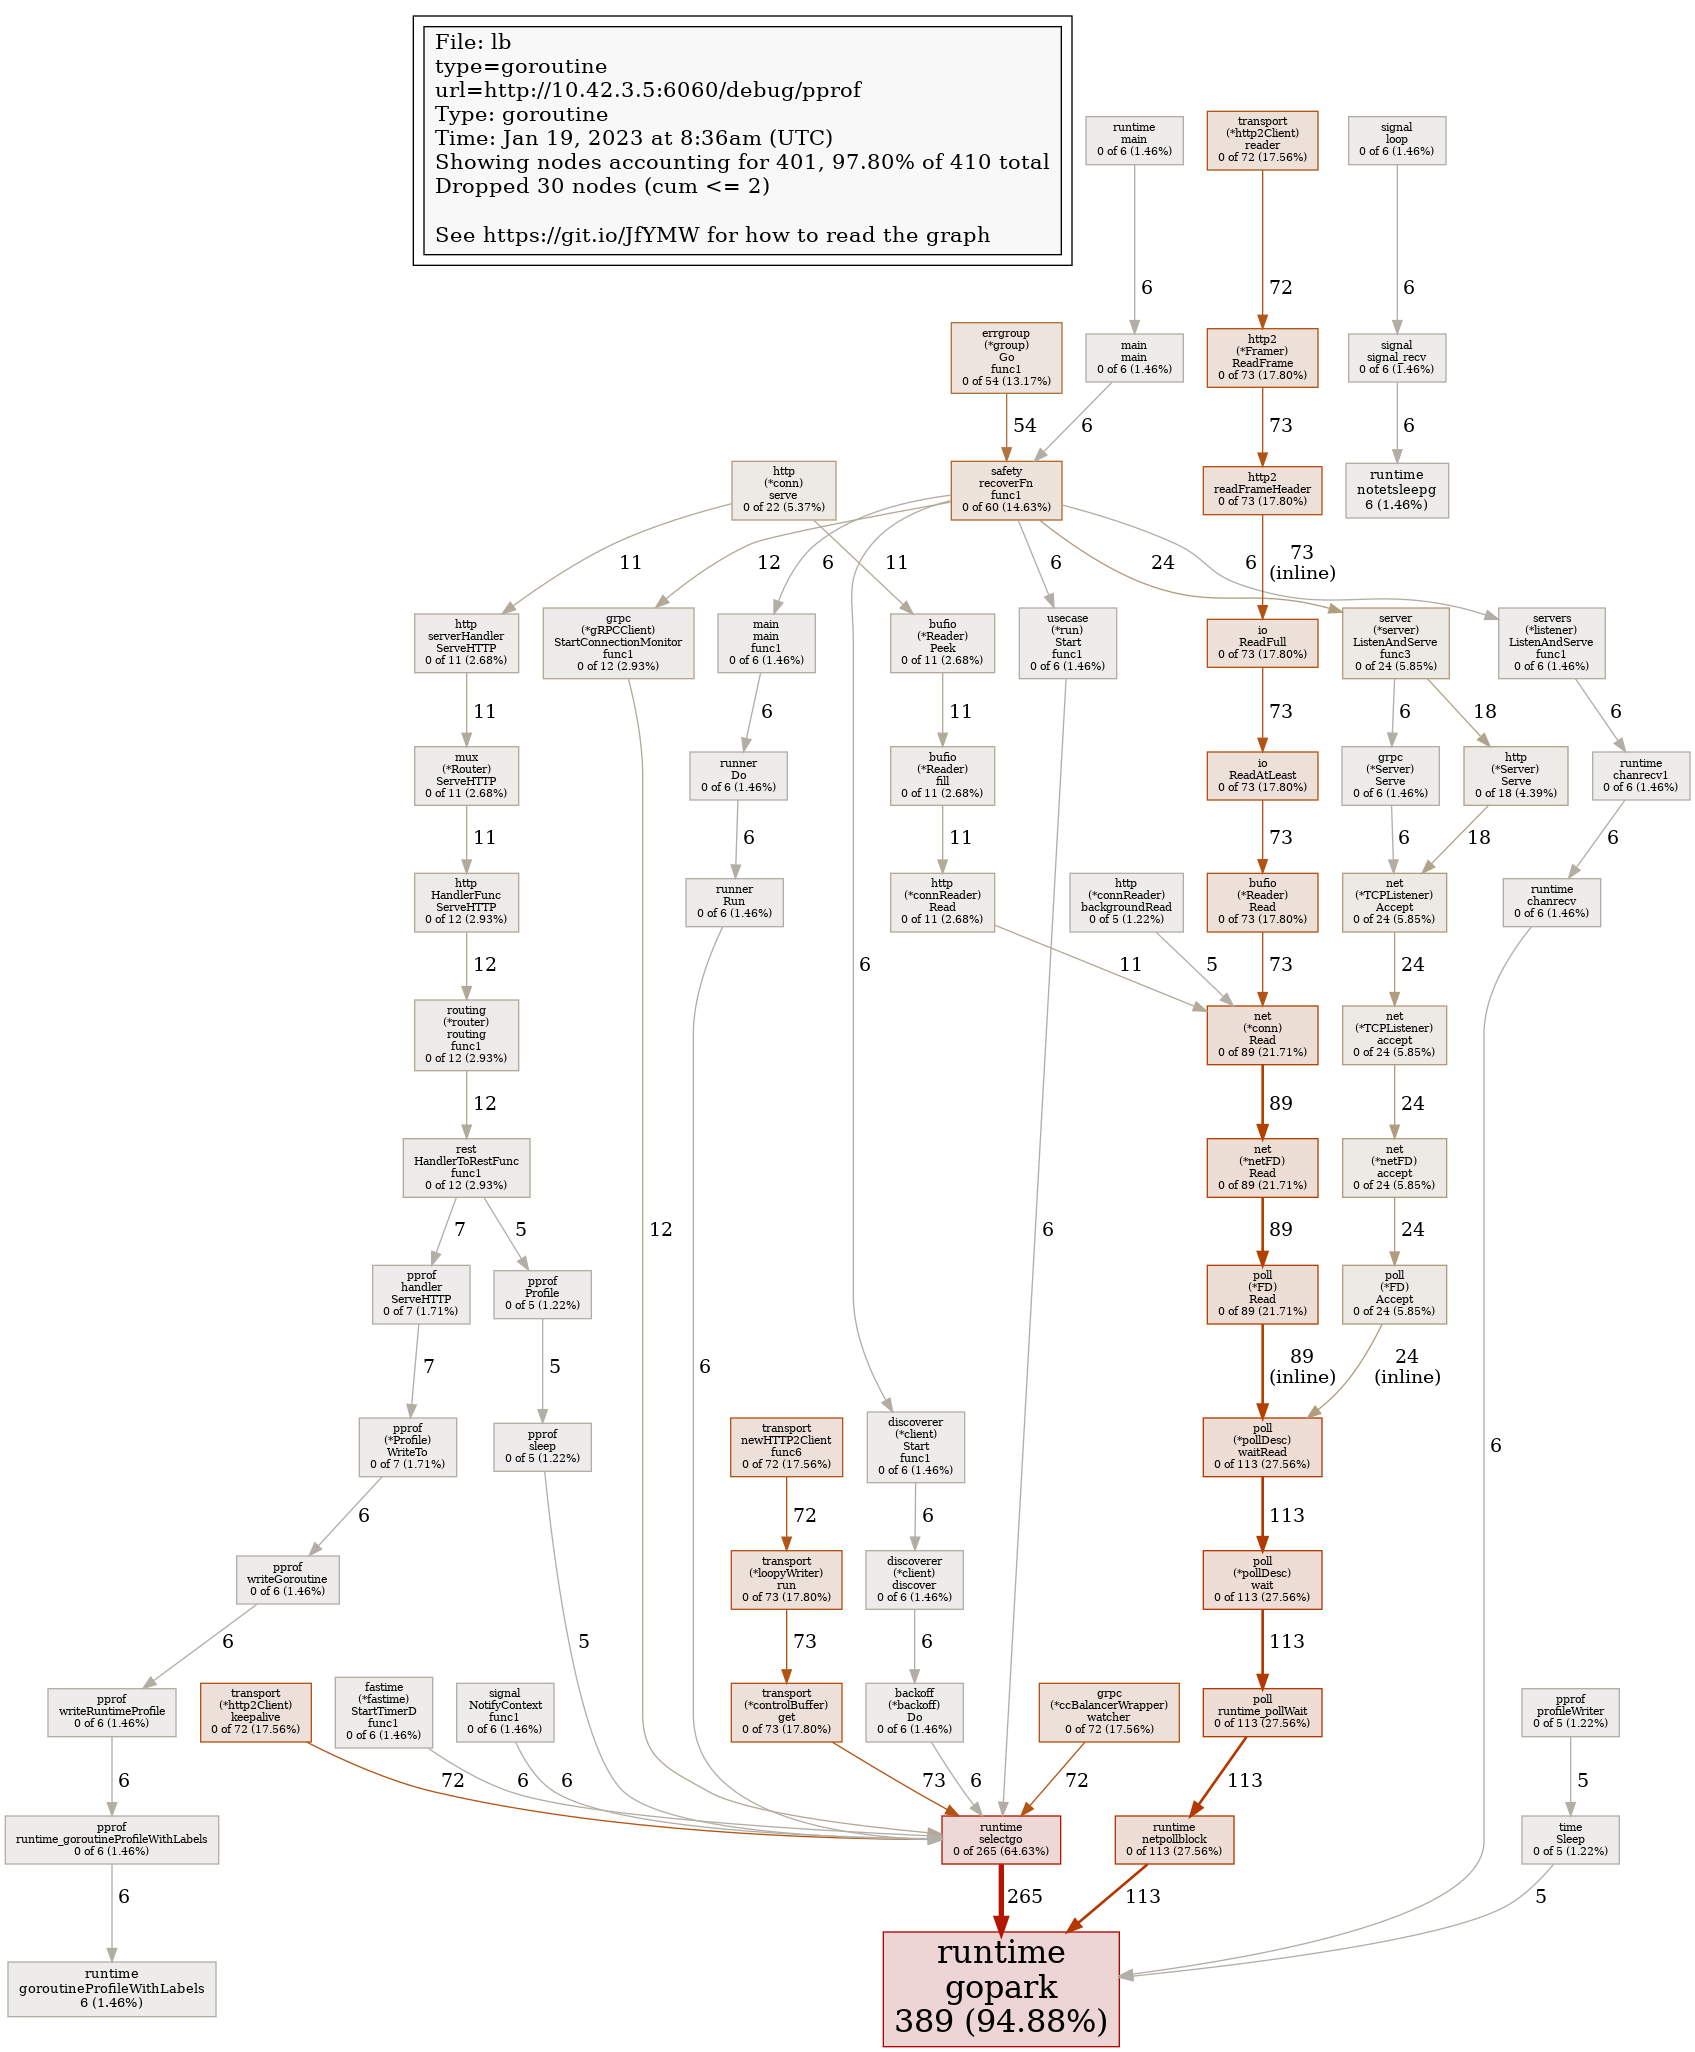 File: lb
type=goroutine
url=http://10.42.3.5:6060/debug/pprof
Type: goroutine
Time: Jan 19, 2023 at 8:36am (UTC)
Showing nodes accounting for 401, 97.80% of 410 total
Dropped 30 nodes (cum <= 2)
See https://git.io/JfYMW for how to read the graph
runtime
main
0 of 6 (1.46%)
transport
(*http2Client)
reader
0 of 72 (17.56%)
signal
loop
0 of 6 (1.46%)
6
72
6
errgroup
(*group)
Go
func1
0 of 54 (13.17%)
main
main
0 of 6 (1.46%)
http2
(*Framer)
ReadFrame
0 of 73 (17.80%)
signal
signal_recv
0 of 6 (1.46%)
54
6
73
6
http
(*conn)
serve
0 of 22 (5.37%)
safety
recoverFn
func1
0 of 60 (14.63%)
http2
readFrameHeader
0 of 73 (17.80%)
runtime
notetsleepg
6 (1.46%)
11
12
6
11
6
24
6
73
(inline)
http
serverHandler
ServeHTTP
0 of 11 (2.68%)
grpc
(*gRPCClient)
StartConnectionMonitor
func1
0 of 12 (2.93%)
main
main
func1
0 of 6 (1.46%)
bufio
(*Reader)
Peek
0 of 11 (2.68%)
usecase
(*run)
Start
func1
0 of 6 (1.46%)
io
ReadFull
0 of 73 (17.80%)
server
(*server)
ListenAndServe
func3
0 of 24 (5.85%)
servers
(*listener)
ListenAndServe
func1
0 of 6 (1.46%)
11
6
11
73
6
18
6
mux
(*Router)
ServeHTTP
0 of 11 (2.68%)
runner
Do
0 of 6 (1.46%)
bufio
(*Reader)
fill
0 of 11 (2.68%)
io
ReadAtLeast
0 of 73 (17.80%)
grpc
(*Server)
Serve
0 of 6 (1.46%)
http
(*Server)
Serve
0 of 18 (4.39%)
runtime
chanrecv1
0 of 6 (1.46%)
11
6
11
73
6
18
6
http
HandlerFunc
ServeHTTP
0 of 12 (2.93%)
runner
Run
0 of 6 (1.46%)
http
(*connReader)
Read
0 of 11 (2.68%)
http
(*connReader)
backgroundRead
0 of 5 (1.22%)
bufio
(*Reader)
Read
0 of 73 (17.80%)
net
(*TCPListener)
Accept
0 of 24 (5.85%)
runtime
chanrecv
0 of 6 (1.46%)
12
6
11
5
73
24
routing
(*router)
routing
func1
0 of 12 (2.93%)
net
(*conn)
Read
0 of 89 (21.71%)
net
(*TCPListener)
accept
0 of 24 (5.85%)
12
89
24
rest
HandlerToRestFunc
func1
0 of 12 (2.93%)
net
(*netFD)
Read
0 of 89 (21.71%)
net
(*netFD)
accept
0 of 24 (5.85%)
7
5
12
6
89
24
pprof
handler
ServeHTTP
0 of 7 (1.71%)
pprof
Profile
0 of 5 (1.22%)
poll
(*FD)
Read
0 of 89 (21.71%)
poll
(*FD)
Accept
0 of 24 (5.85%)
7
5
6
89
(inline)
24
(inline)
pprof
(*Profile)
WriteTo
0 of 7 (1.71%)
pprof
sleep
0 of 5 (1.22%)
transport
newHTTP2Client
func6
0 of 72 (17.56%)
discoverer
(*client)
Start
func1
0 of 6 (1.46%)
poll
(*pollDesc)
waitRead
0 of 113 (27.56%)
6
6
72
6
113
pprof
writeGoroutine
0 of 6 (1.46%)
transport
(*loopyWriter)
run
0 of 73 (17.80%)
discoverer
(*client)
discover
0 of 6 (1.46%)
poll
(*pollDesc)
wait
0 of 113 (27.56%)
6
5
73
6
113
pprof
writeRuntimeProfile
0 of 6 (1.46%)
transport
(*http2Client)
keepalive
0 of 72 (17.56%)
fastime
(*fastime)
StartTimerD
func1
0 of 6 (1.46%)
signal
NotifyContext
func1
0 of 6 (1.46%)
transport
(*controlBuffer)
get
0 of 73 (17.80%)
backoff
(*backoff)
Do
0 of 6 (1.46%)
grpc
(*ccBalancerWrapper)
watcher
0 of 72 (17.56%)
poll
runtime_pollWait
0 of 113 (27.56%)
pprof
profileWriter
0 of 5 (1.22%)
6
72
6
6
73
6
72
113
5
pprof
runtime_goroutineProfileWithLabels
0 of 6 (1.46%)
runtime
selectgo
0 of 265 (64.63%)
runtime
netpollblock
0 of 113 (27.56%)
time
Sleep
0 of 5 (1.22%)
6
265
113
5
runtime
goroutineProfileWithLabels
6 (1.46%)
runtime
gopark
389 (94.88%)